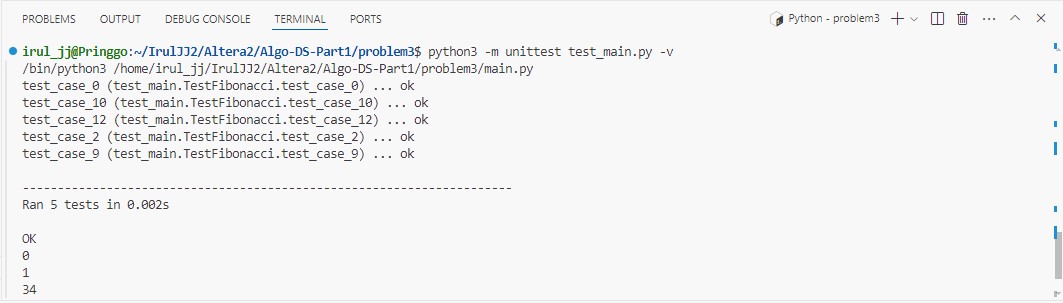 PROBLEMS OUTPUT DEBUG CONSOLE TERMINAL PORTS Python - problem3
irul_jj@Pringgo:~/IrulJJ2/Altera2/Algo-DS-Part1/problem3$ python3 -m unittest test_main.py -v
/bin/python3 /home/irul_jj/IrulJJ2/Altera2/Algo-DS-Part1/problem3/main.py
test_case_0 (test_main.TestFibonacci.test_case_0) ... ok
test_case_10 (test_main.TestFibonacci.test_case_10) ... ok
test_case_12 (test_main.TestFibonacci.test_case_12) ... ok
test_case_2 (test_main.TestFibonacci.test_case_2) ... ok
test_case_9 (test_main.TestFibonacci.test_case_9) ... ok
----------------------------------------------------------------------
Ran 5 tests in 0.002s
OK
0
1
34